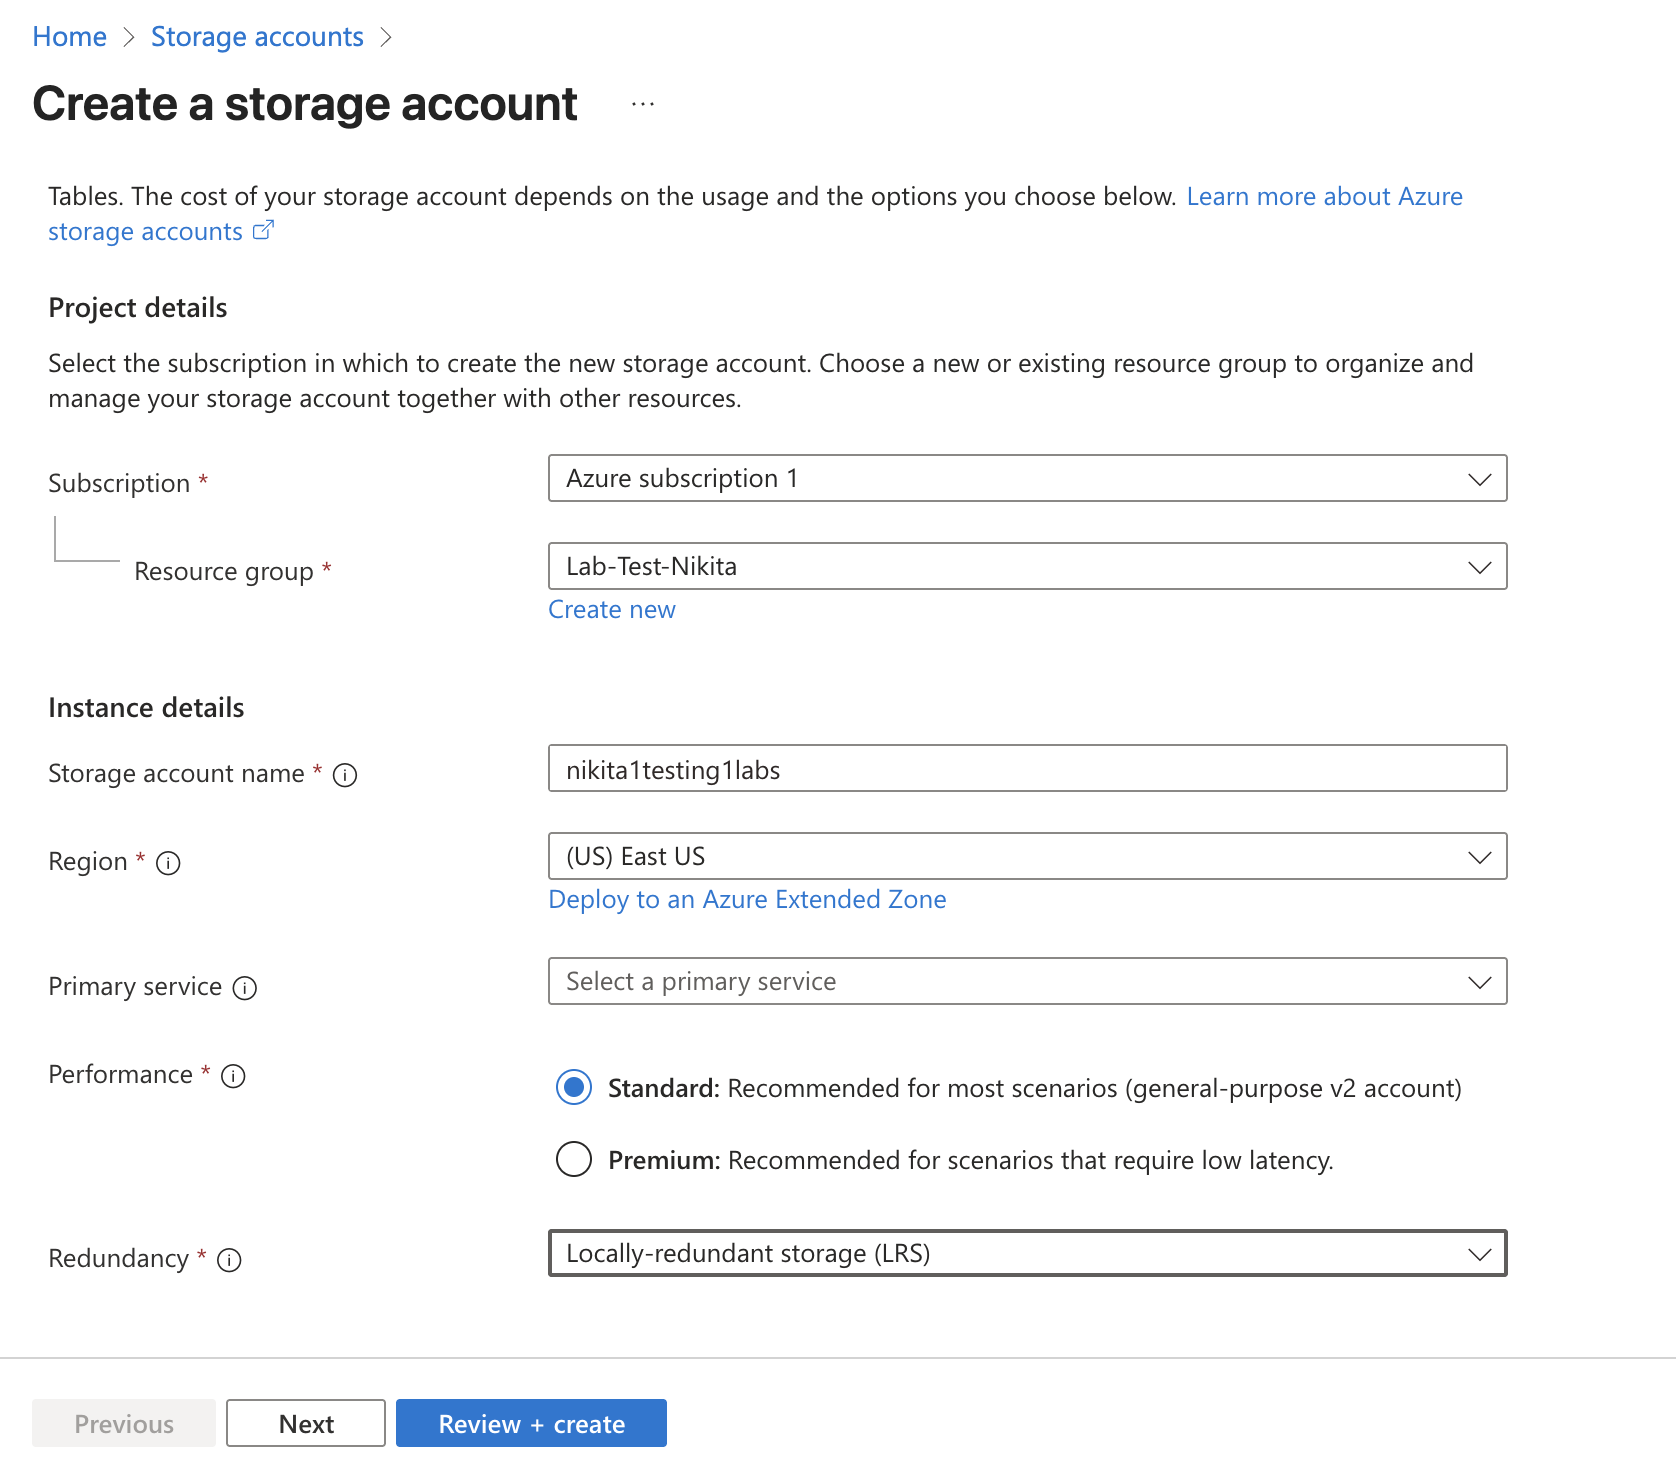 Home > Storage accounts >
Create a storage account ...
Tables. The cost of your storage account depends on the usage and the options you choose below. Learn more about Azure
storage accounts
Project details
Select the subscription in which to create the new storage account. Choose a new or existing resource group to organize and
manage your storage account together with other resources.
Subscription *
Azure subscription 1
Resource group *
Lab-Test-Nikita
Create new
Instance details
Storage account name *
nikita1testing1labs
Region *
(US) East US
Deploy to an Azure Extended Zone
Primary service
Select a primary service
Performance *
Standard: Recommended for most scenarios (general-purpose v2 account)
Premium: Recommended for scenarios that require low latency.
Redundancy *
Locally-redundant storage (LRS)
Previous
Next
Review + create